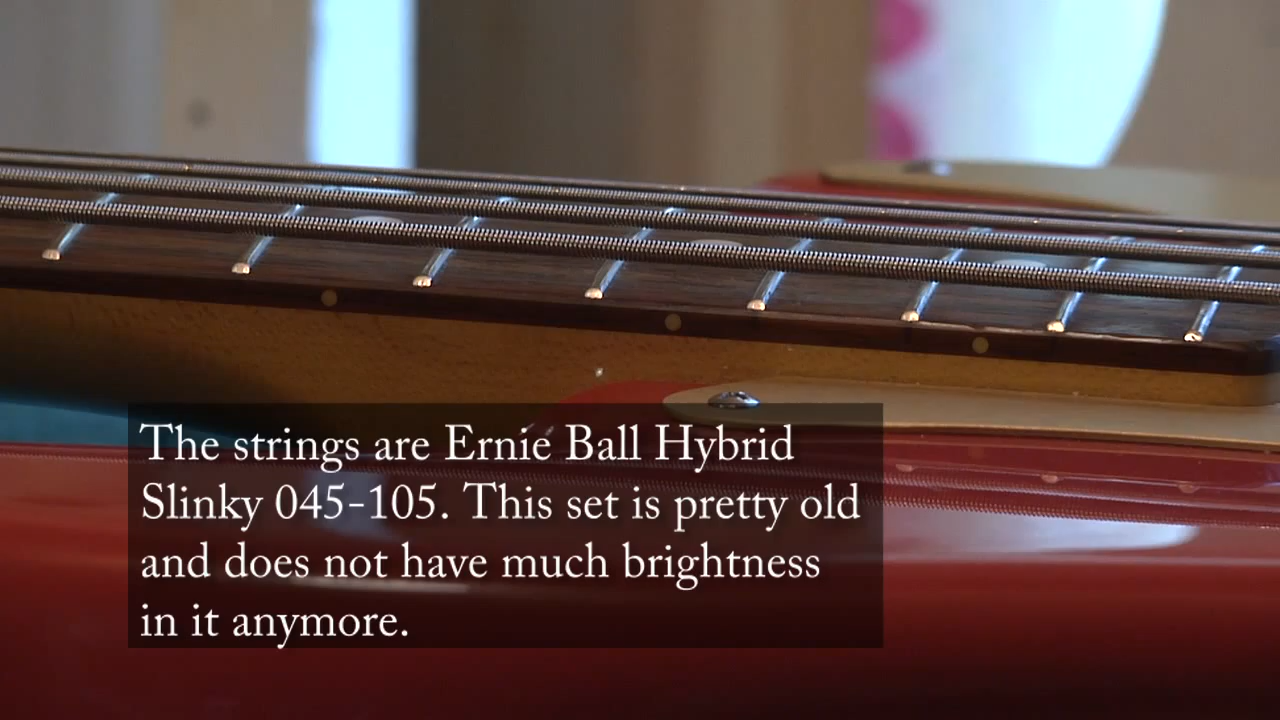 The strings are Ernie Ball Hybrid
Slinky 045-105. This set is pretty old
and does not have much brightness
in it anymore.